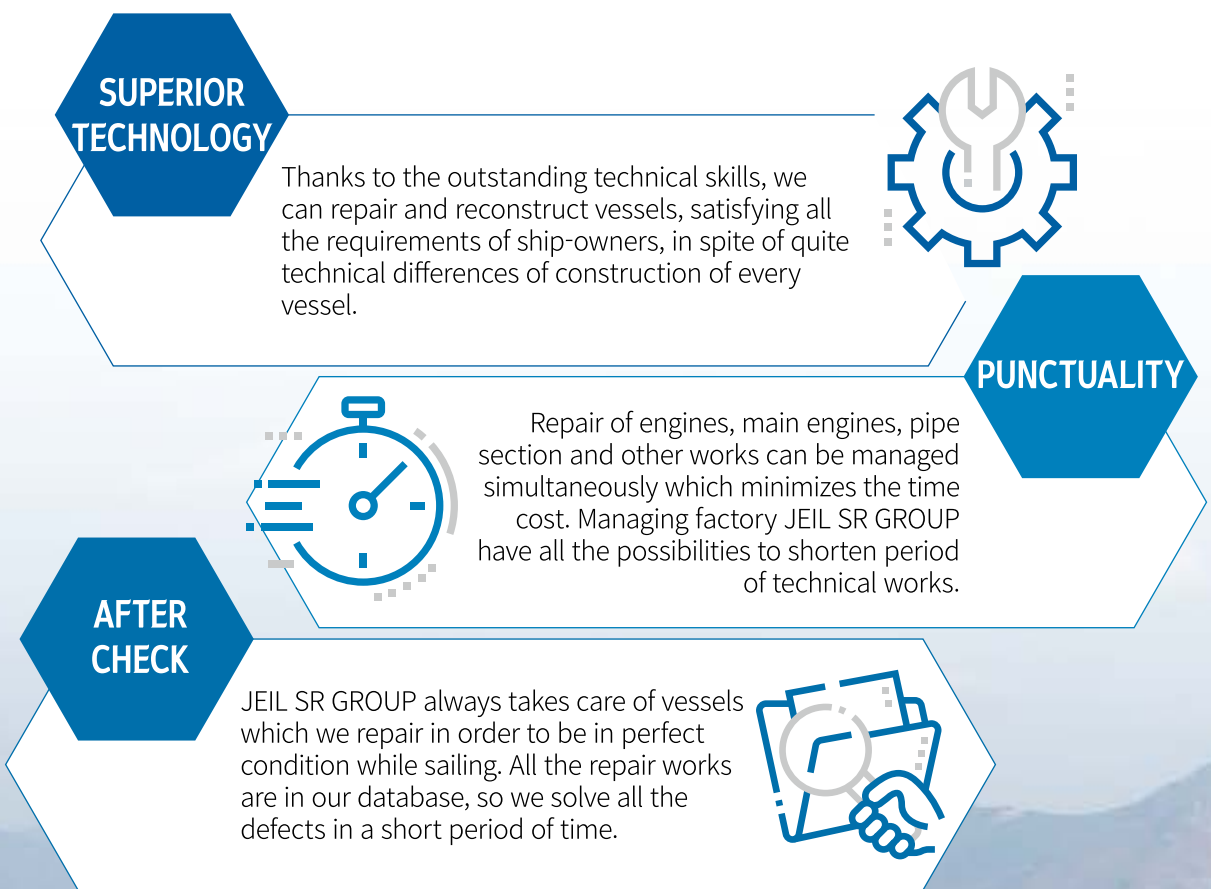 SUPERIOR
TECHNOLOGY
Thanks to the outstanding technical skills, we
can repair and reconstruct vessels, satisfying all
the requirements of ship-owners, in spite of quite
technical differences of construction of every
vessel.
PUNCTUALITY
Repair of engines, main engines, pipe
section and other works can be managed
simultaneously which minimizes the time
cost. Managing factory JEIL SR GROUP
have all the possibilities to shorten period
of technical works.
AFTER
CHECK
JEIL SR GROUP always takes care of vessels
which we repair in order to be in perfect
condition while sailing. All the repair works
are in our database, so we solve all the
defects in a short period of time.